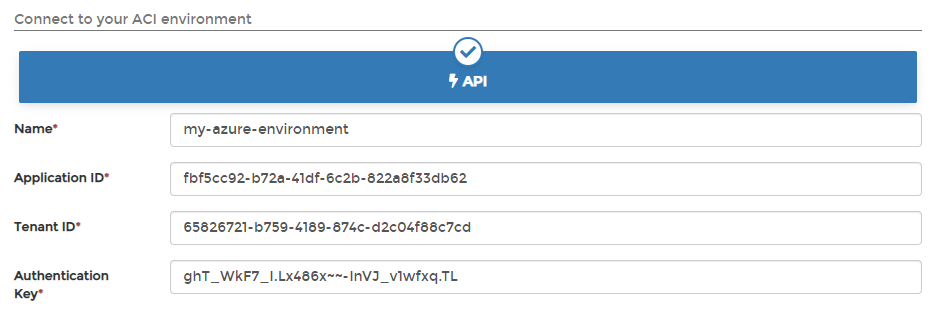 Connect to your ACI environment
API
Name*
my-azure-environment
Application ID*
fbf5cc92-b72a-41df-6c2b-822a8f33db62
Tenant ID*
65826721-b759-4189-874c-d2c04f88c7cd
Authentication
Key*
ghT_WkF7_I.Lx486x~~-InVJ_v1wfxq.TL